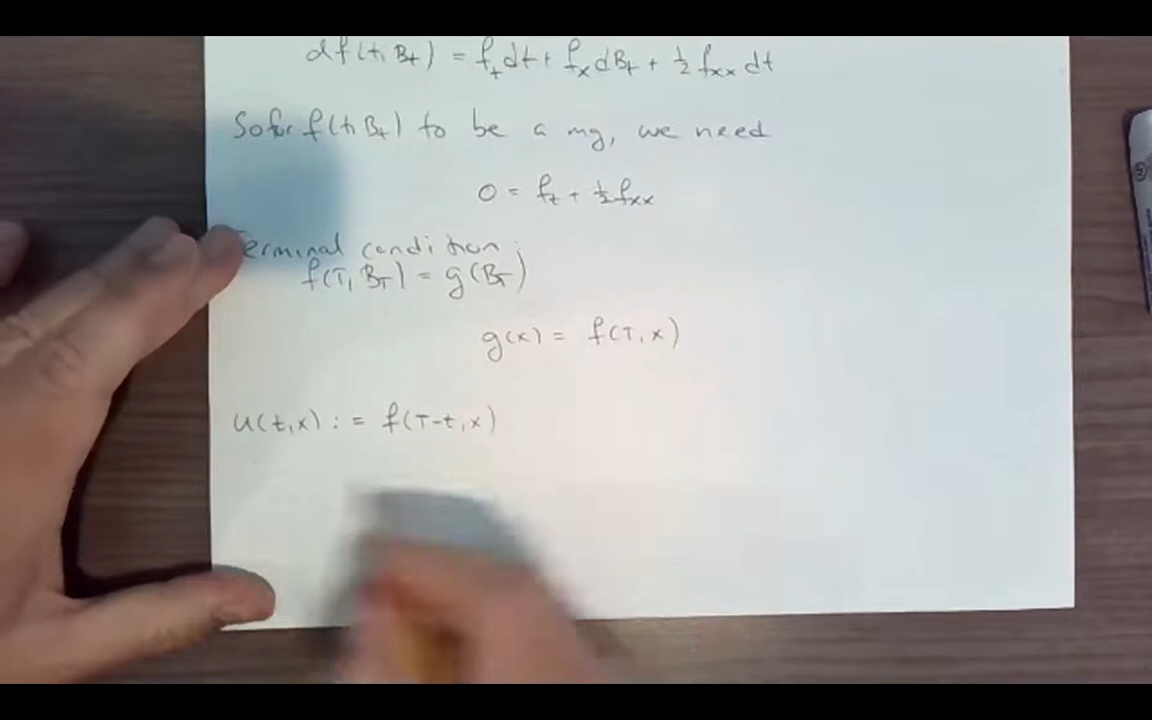 df(t, B_t) = f_t dt + f_x dB_t + ½ f_xx dt
So for f(t, B_t) to be a mg, we need
0 = f_t + ½ f_xx
Terminal condition:
f(T, B_T) = g(B_T)
g(x) = f(T, x)
u(t,x) := f(T-t, x)